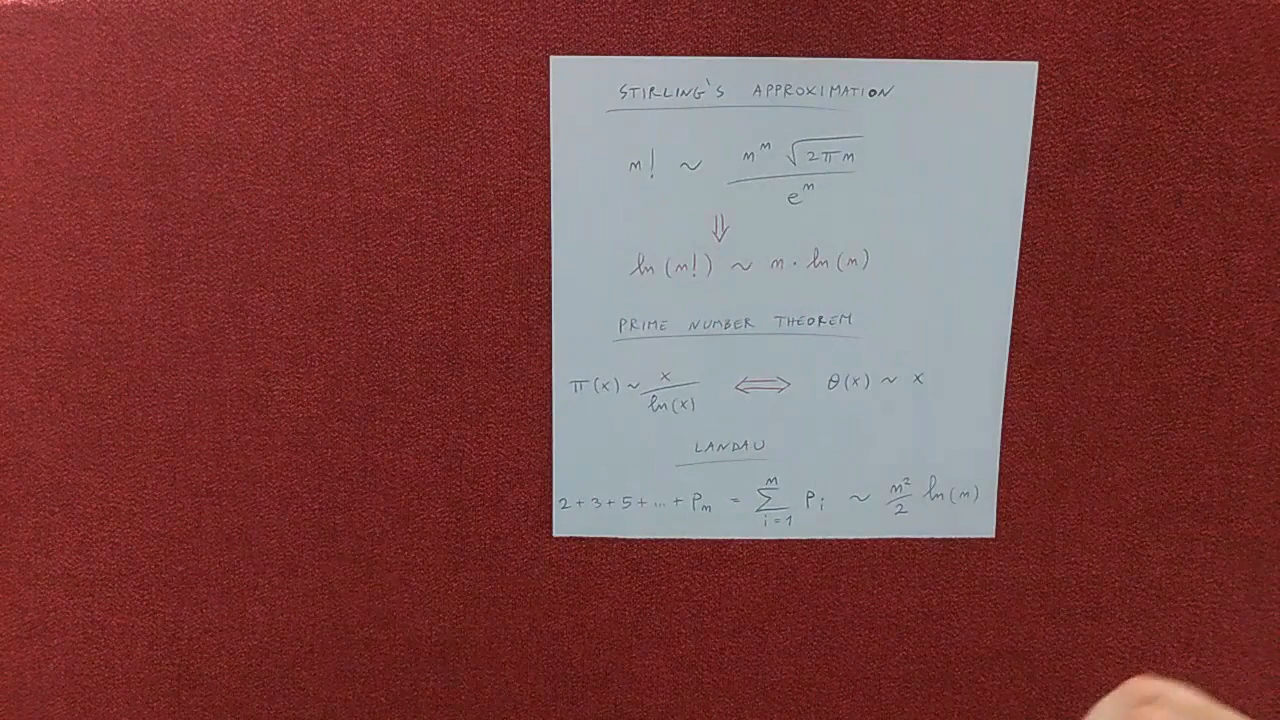 STIRLING'S APPROXIMATION
n! ~ n^n √(2πn) / e^n
⇓
ln(n!) ~ n · ln(n)
PRIME NUMBER THEOREM
π(x) ~ x / ln(x) ⟺ θ(x) ~ x
LANDAU
2+3+5+...+ p_n = ∑_{i=1}^{n} p_i ~ n²/2 ln(n)